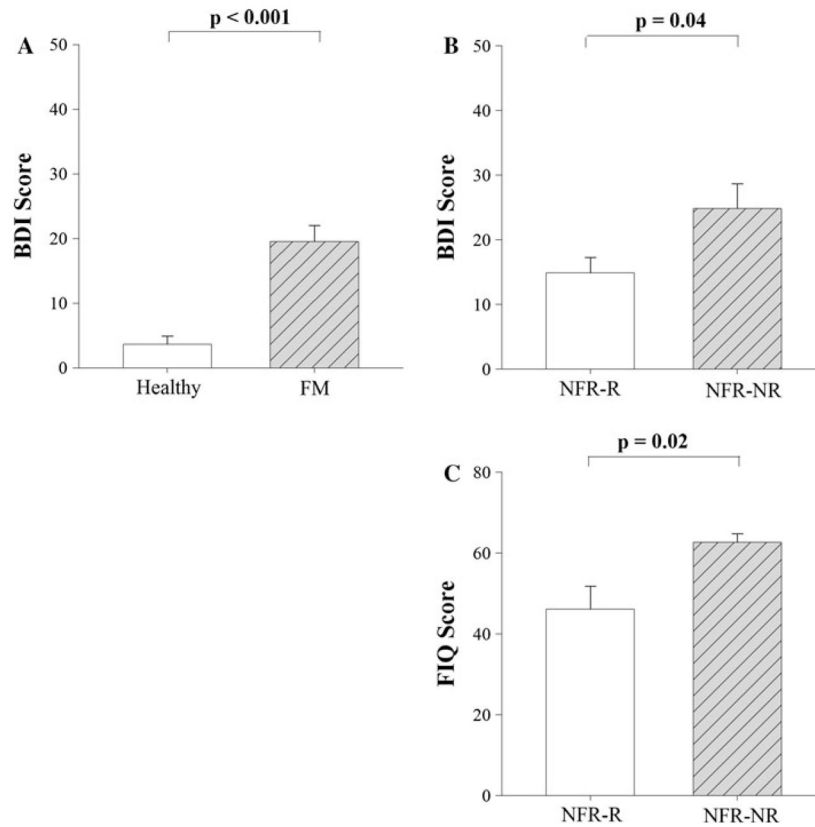 A
p < 0.001
BDI Score
50
40
30
20
10
0
Healthy
FM
B
p = 0.04
BDI Score
50
40
30
20
10
0
NFR-R
NFR-NR
C
p = 0.02
FIQ Score
80
60
40
20
0
NFR-R
NFR-NR